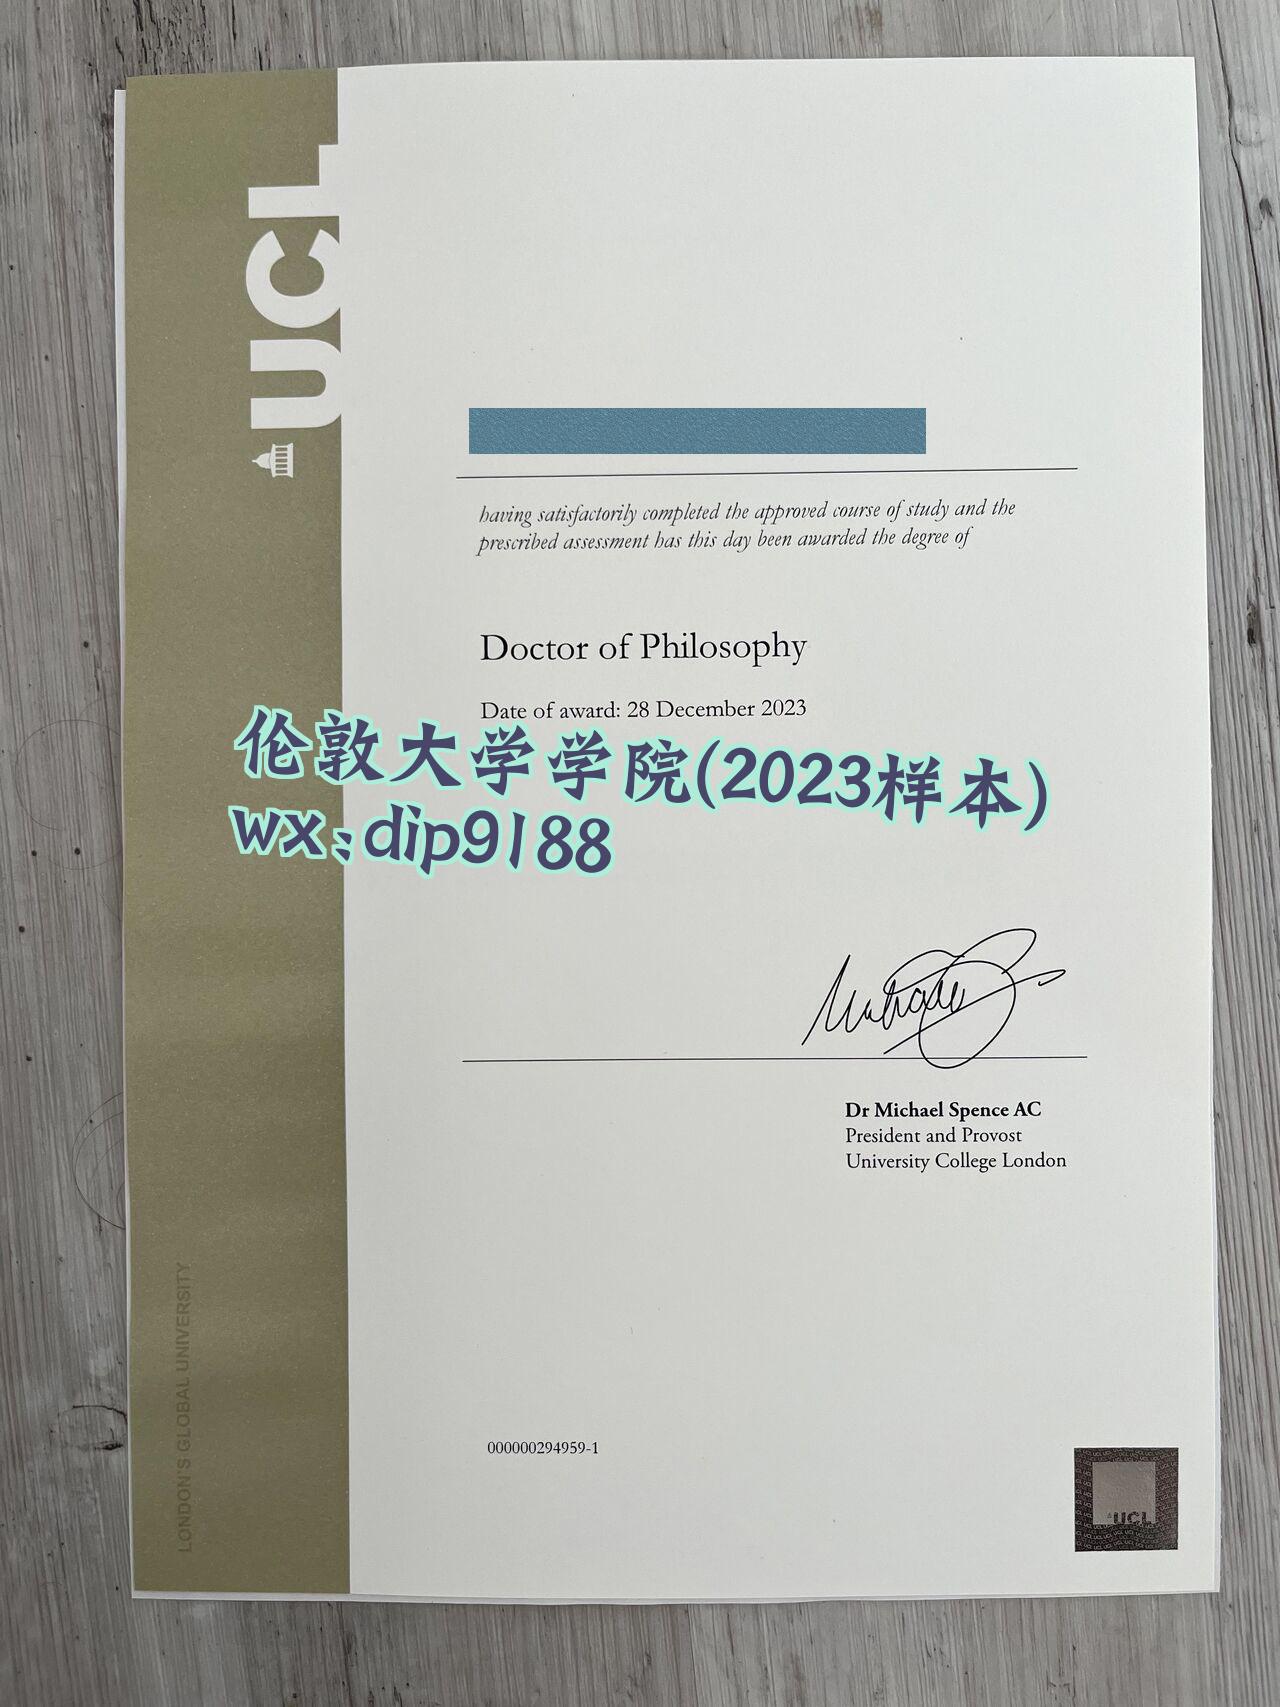 UCL
having satisfactorily completed the approved course of study and the
prescribed assessment has this day been awarded the degree of
Doctor of Philosophy
Date of award: 28 December 2023
伦敦大学学院(2023样本)
wx:dip9188
Dr Michael Spence AC
President and Provost
University College London
LONDON'S GLOBAL UNIVERSITY
000000294959-1
UCL